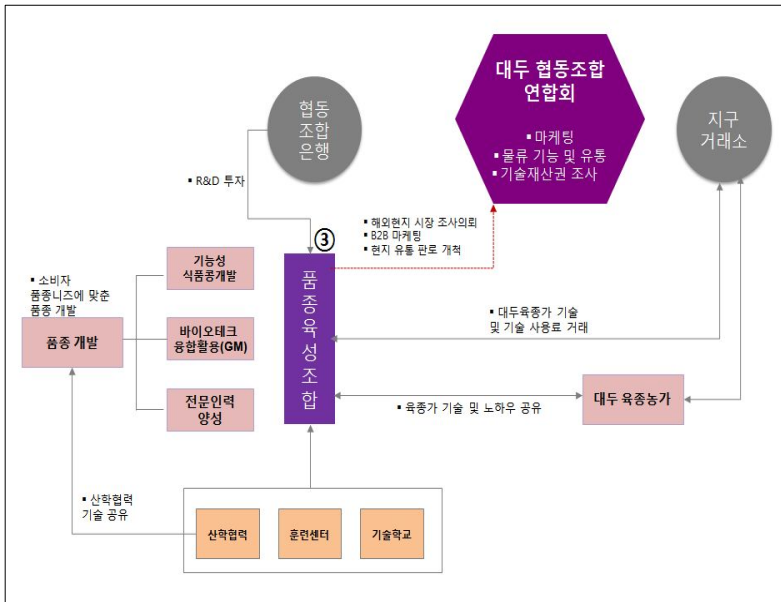 대두 협동조합
연합회
▪ 마케팅
▪ 물류 기능 및 유통
▪ 기술재산권 조사
협동
조합
은행
지구
거래소
▪ R&D 투자
③
▪ 해외현지 시장 조사의뢰
▪ B2B 마케팅
▪ 현지 유통 판로 개척
품종육성조합
▪ 소비자
품종니즈에 맞춘
품종 개발
품종 개발
기능성
식품콩개발
바이오테크
융합활용(GM)
전문인력
양성
▪ 대두육종가 기술
및 기술 사용료 거래
▪ 육종가 기술 및 노하우 공유
대두 육종농가
▪ 산학협력
기술 공유
산학협력
훈련센터
기술학교